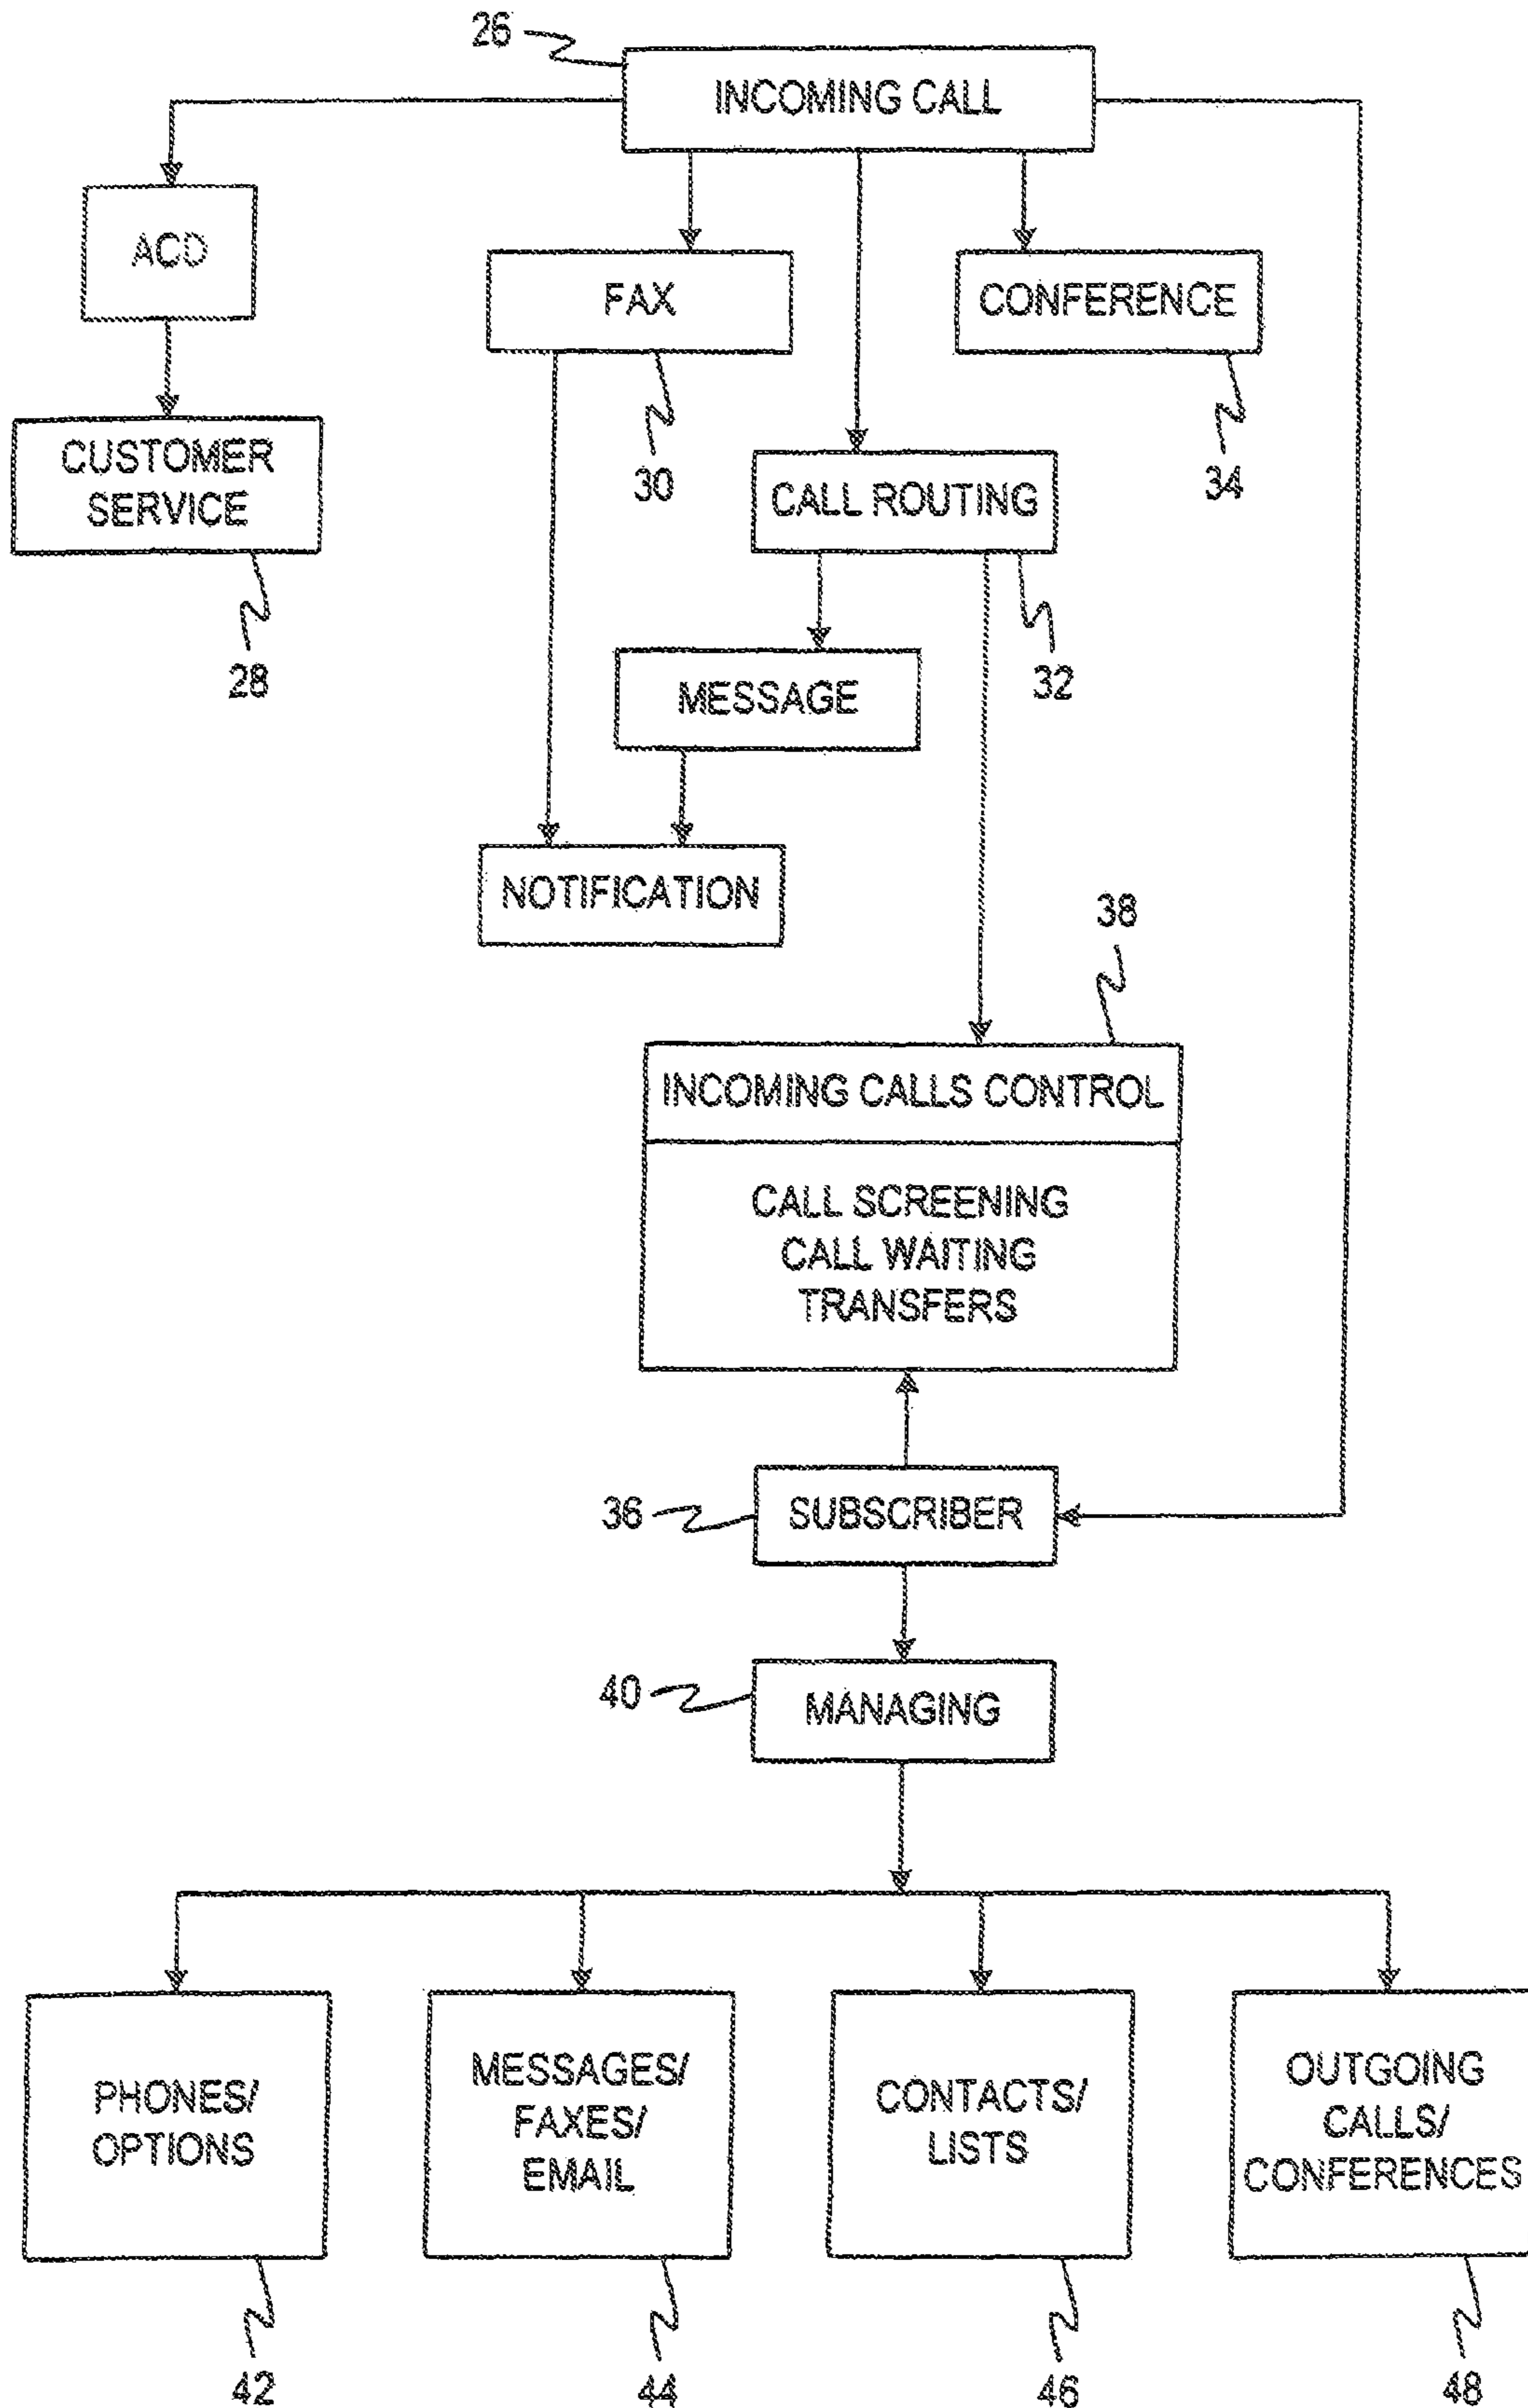 26
INCOMING CALL
ACD
FAX
CONFERENCE
CUSTOMER
SERVICE
30
CALL ROUTING
34
28
MESSAGE
32
NOTIFICATION
38
INCOMING CALLS CONTROL
CALL SCREENING
CALL WAITING
TRANSFERS
36
SUBSCRIBER
40
MANAGING
PHONES/
OPTIONS
MESSAGES/
FAXES/
EMAIL
CONTACTS/
LISTS
OUTGOING
CALLS/
CONFERENCES
42
44
46
48